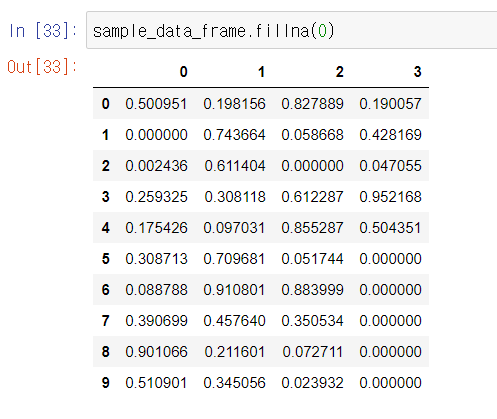 In [33]: sample_data_frame.fillna(0)
Out[33]:
0 1 2 3
0 0.500951 0.198156 0.827889 0.190057
1 0.000000 0.743664 0.058668 0.428169
2 0.002436 0.611404 0.000000 0.047055
3 0.259325 0.308118 0.612287 0.952168
4 0.175426 0.097031 0.855287 0.504351
5 0.308713 0.709681 0.051744 0.000000
6 0.088788 0.910801 0.883999 0.000000
7 0.390699 0.457640 0.350534 0.000000
8 0.901066 0.211601 0.072711 0.000000
9 0.510901 0.345056 0.023932 0.000000